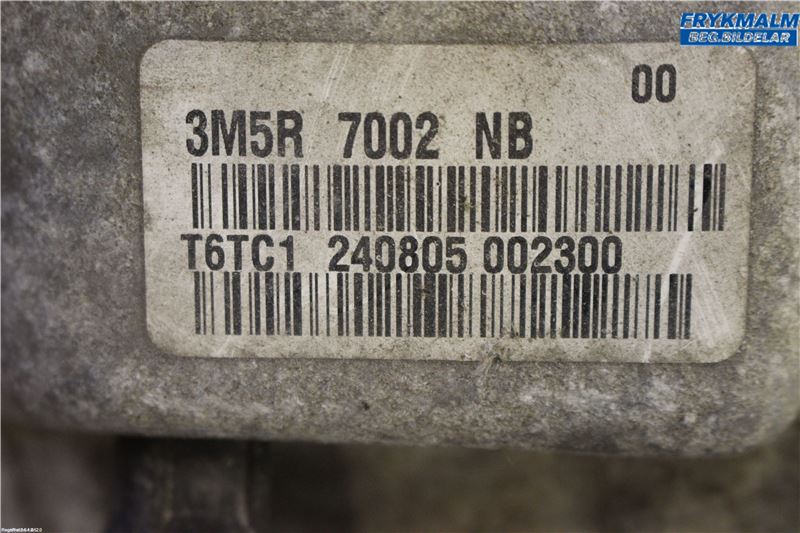 FRYKMALM
BEG.BILDELAR
00
3M5R 7002 NB
T6TC1 240805 002300